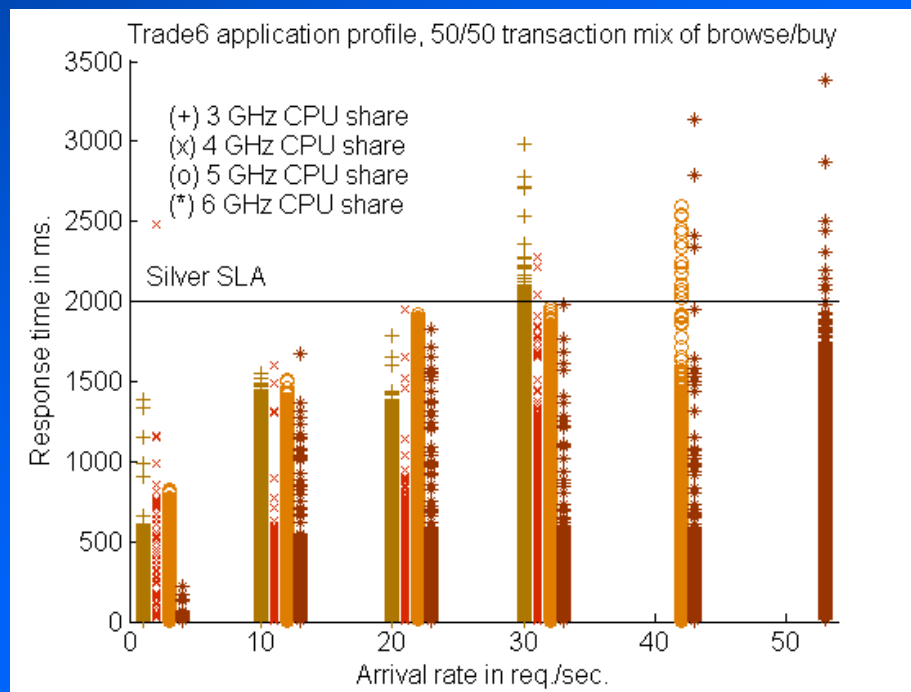 Trade6 application profile, 50/50 transaction mix of browse/buy
3500
3000
2500
2000
1500
1000
500
0
Response time in ms.
(+) 3 GHz CPU share
(x) 4 GHz CPU share
(o) 5 GHz CPU share
(*) 6 GHz CPU share
Silver SLA
0 10 20 30 40 50
Arrival rate in req./sec.